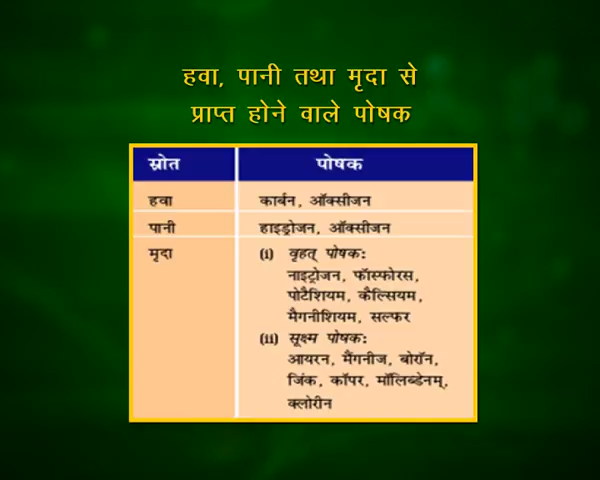 हवा, पानी तथा मृदा से
प्राप्त होने वाले पोषक
स्रोत पोषक
हवा कार्बन, ऑक्सीजन
पानी हाइड्रोजन, ऑक्सीजन
मृदा (i) वृहत् पोषक:
नाइट्रोजन, फॉस्फोरस,
पोटैशियम, कैल्सियम,
मैगनीशियम, सल्फर
(ii) सूक्ष्म पोषक:
आयरन, मैंगनीज, बोरॉन,
जिंक, कॉपर, मॉलिब्डेनम्,
क्लोरीन